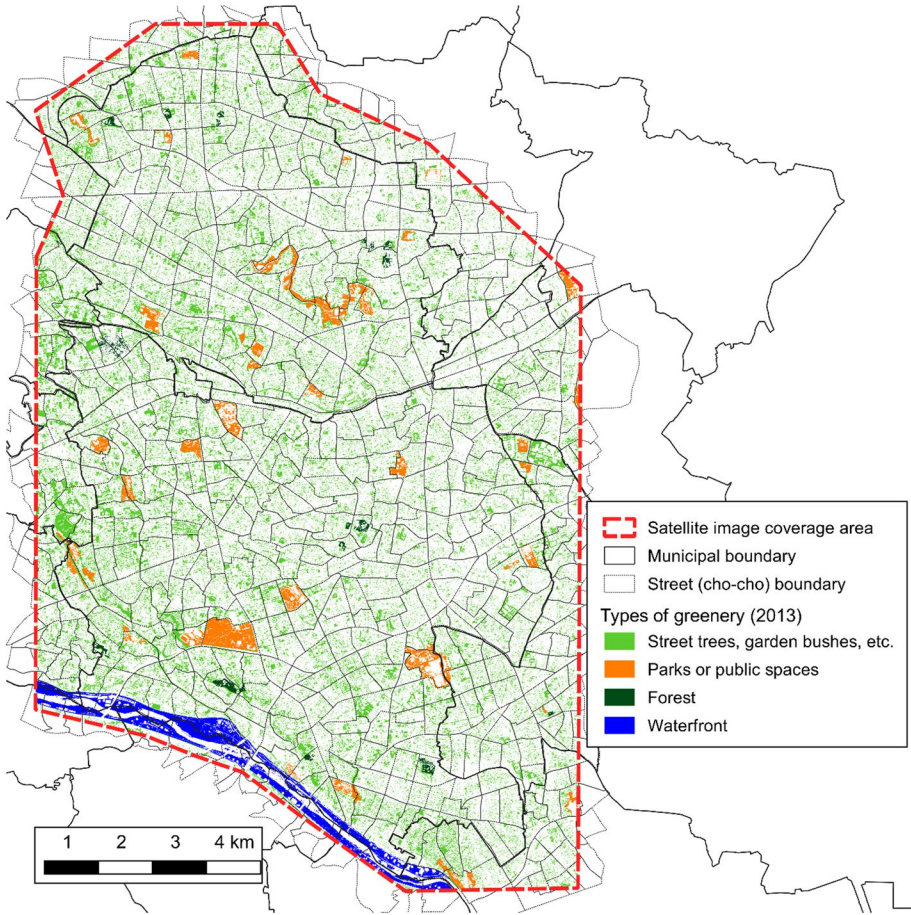 Satellite image coverage area
Municipal boundary
Street (cho-cho) boundary
Types of greenery (2013)
Street trees, garden bushes, etc.
Parks or public spaces
Forest
Waterfront
1 2 3 4 km